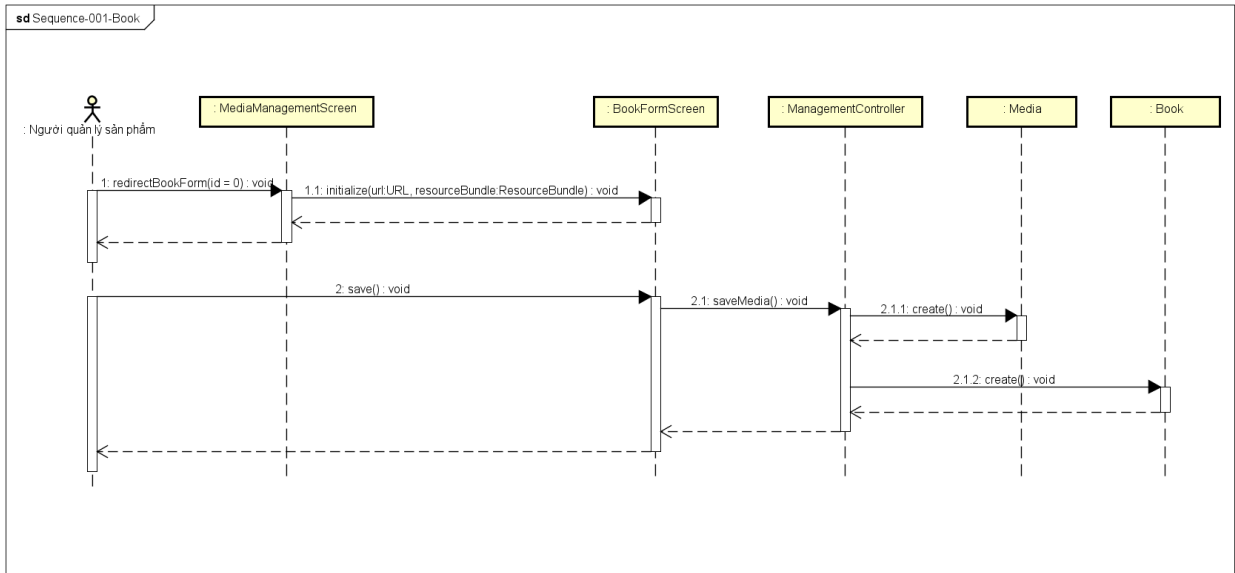 sd Sequence-001-Book
: Người quản lý sản phẩm
: MediaManagementScreen
: BookFormScreen
: ManagementController
: Media
: Book
1: redirectBookForm(id = 0) : void
1.1: initialize(url:URL, resourceBundle:ResourceBundle) : void
2: save() : void
2.1: saveMedia() : void
2.1.1: create() : void
2.1.2: create() : void